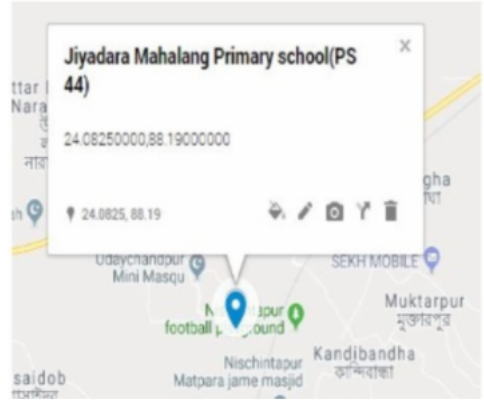 Jiyadara Mahalang Primary school(PS
44)
24.08250000,88.19000000
24.0825, 88.19
Udaychandpur
Mini Masqu
SEKH MOBILE
football
Muktarpur
মুক্তারপুর
Nischintapur
Matpara jame masjid
Kandibandha
কান্দিবান্ধা
saidob